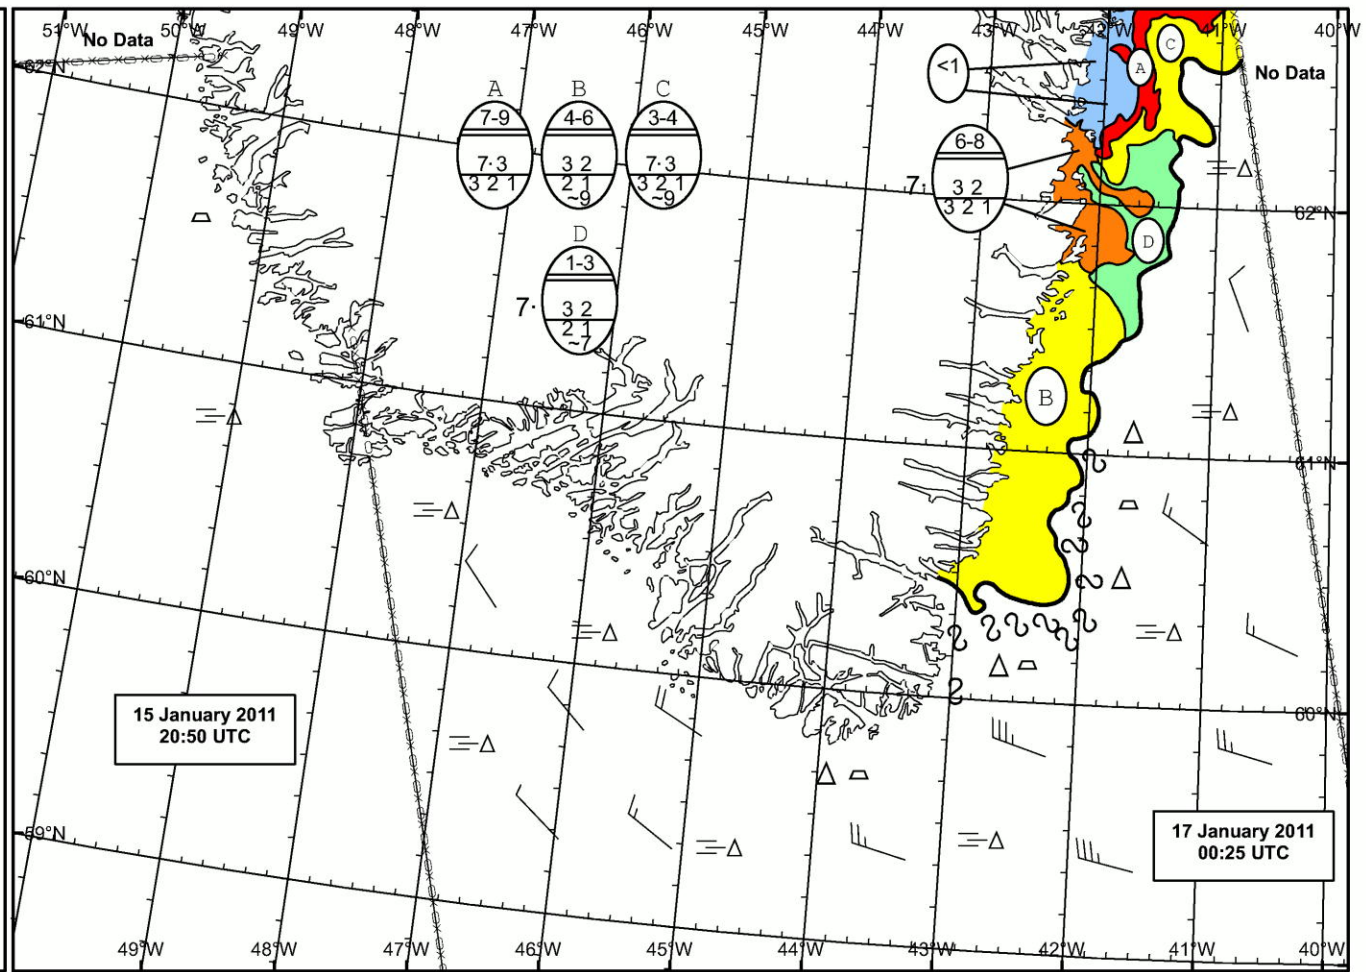 51°W 50°W 49°W 48°W 47°W 46°W 45°W 44°W 43°W 42°W 41°W 40°W
No Data
62°N
No Data
<1
A
C
A B C
7-9 4-6 3-4
7·3 3 2 7·3
3 2 1 2 1 3 2 1
~9 ~9
6-8
7·
3 2
3 2 1
62°N
D
D
1-3
7· 3 2
2 1
~7
61°N
B
61°N
60°N
60°N
15 January 2011
20:50 UTC
17 January 2011
00:25 UTC
59°N
49°W 48°W 47°W 46°W 45°W 44°W 43°W 42°W 41°W 40°W